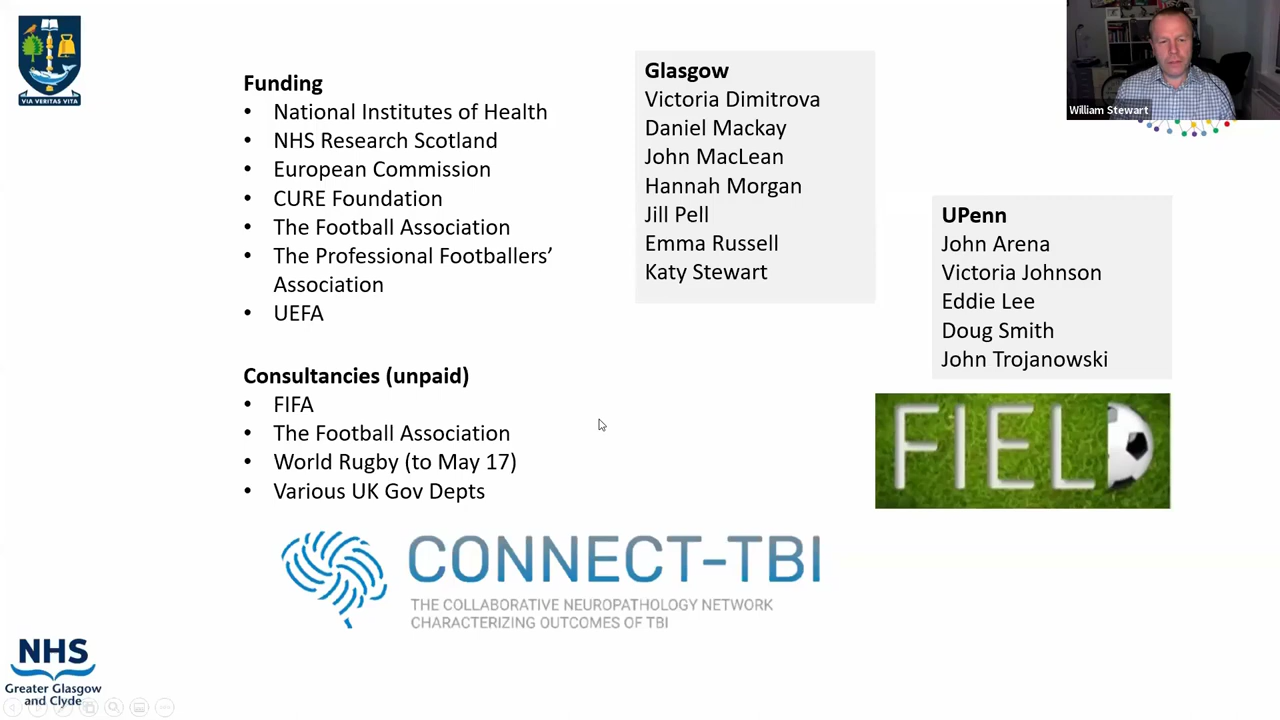 VIA VERITAS VITA
Funding
• National Institutes of Health
• NHS Research Scotland
• European Commission
• CURE Foundation
• The Football Association
• The Professional Footballers’
Association
• UEFA
Consultancies (unpaid)
• FIFA
• The Football Association
• World Rugby (to May 17)
• Various UK Gov Depts
Glasgow
Victoria Dimitrova
Daniel Mackay
John MacLean
Hannah Morgan
Jill Pell
Emma Russell
Katy Stewart
William Stewart
UPenn
John Arena
Victoria Johnson
Eddie Lee
Doug Smith
John Trojanowski
FIELD
CONNECT-TBI
THE COLLABORATIVE NEUROPATHOLOGY NETWORK
CHARACTERIZING OUTCOMES OF TBI
NHS
Greater Glasgow
and Clyde